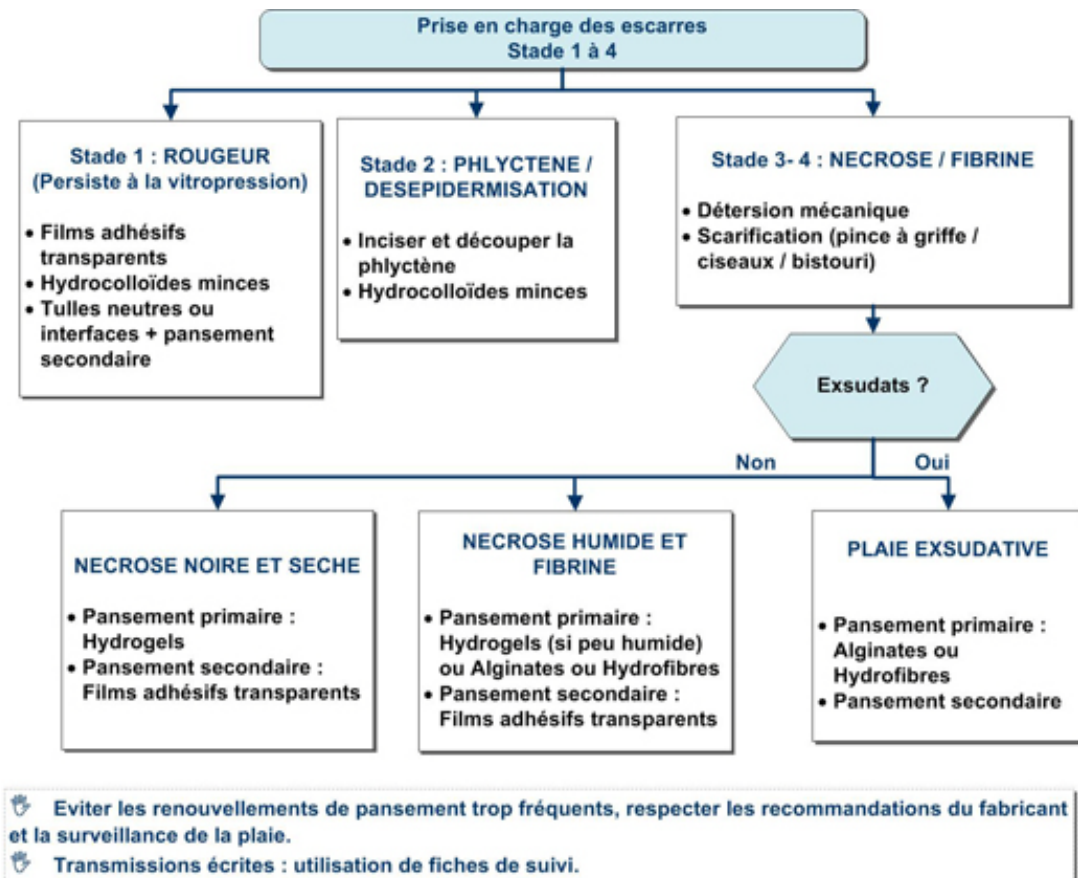 Prise en charge des escarres
Stade 1 à 4
Stade 1 : ROUGEUR
(Persiste à la vitropression)
• Films adhésifs
transparents
• Hydrocolloïdes minces
• Tulles neutres ou
interfaces + pansement
secondaire
Stade 2 : PHLYCTENE /
DESEPIDERMISATION
• Inciser et découper la
phlyctène
• Hydrocolloïdes minces
Stade 3- 4 : NECROSE / FIBRINE
• Détersion mécanique
• Scarification (pince à griffe /
ciseaux / bistouri)
Exsudats ?
Non
Oui
NECROSE NOIRE ET SECHE
• Pansement primaire :
Hydrogels
• Pansement secondaire :
Films adhésifs transparents
NECROSE HUMIDE ET
FIBRINE
• Pansement primaire :
Hydrogels (si peu humide)
ou Alginates ou Hydrofibres
• Pansement secondaire :
Films adhésifs transparents
PLAIE EXSUDATIVE
• Pansement primaire :
Alginates ou
Hydrofibres
• Pansement secondaire
Eviter les renouvellements de pansement trop fréquents, respecter les recommandations du fabricant
et la surveillance de la plaie.
Transmissions écrites : utilisation de fiches de suivi.